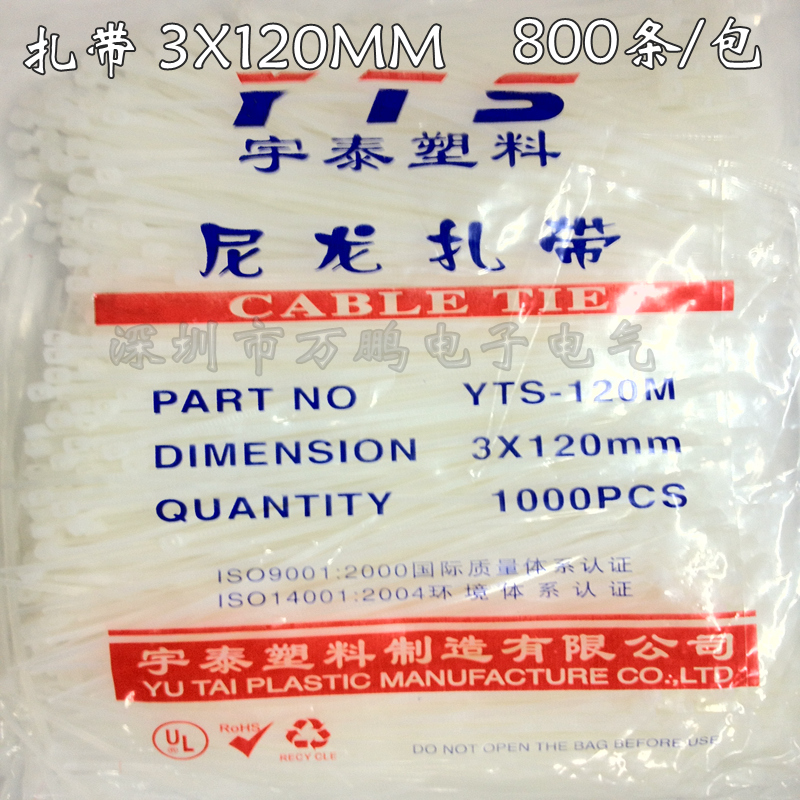 扎带 3X120MM 800条/包
YTS
宇泰塑料
尼龙扎带
CABLE TIE
深圳市万鹏电子电气
PART NO YTS-120M
DIMENSION 3X120mm
QUANTITY 1000PCS
ISO9001:2000国际质量体系认证
ISO14001:2004环境体系认证
宇泰塑料制造有限公司
YU TAI PLASTIC MANUFACTURE CO.,LTD
UL RoHS
RECYCLE
DO NOT OPEN THE BAG BEFORE USE